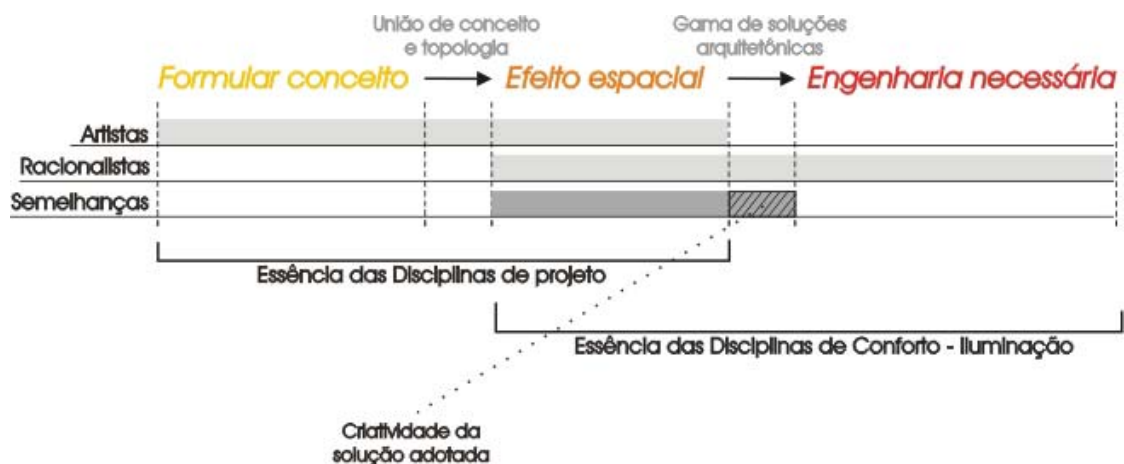 União de conceito
e topologia
Gama de soluções
arquitetônicas
Formular conceito
Efeito espacial
Engenharia necessária
Artistas
Racionalistas
Semelhanças
Essência das Disciplinas de projeto
Essência das Disciplinas de Conforto - Iluminação
Criatividade da
solução adotada